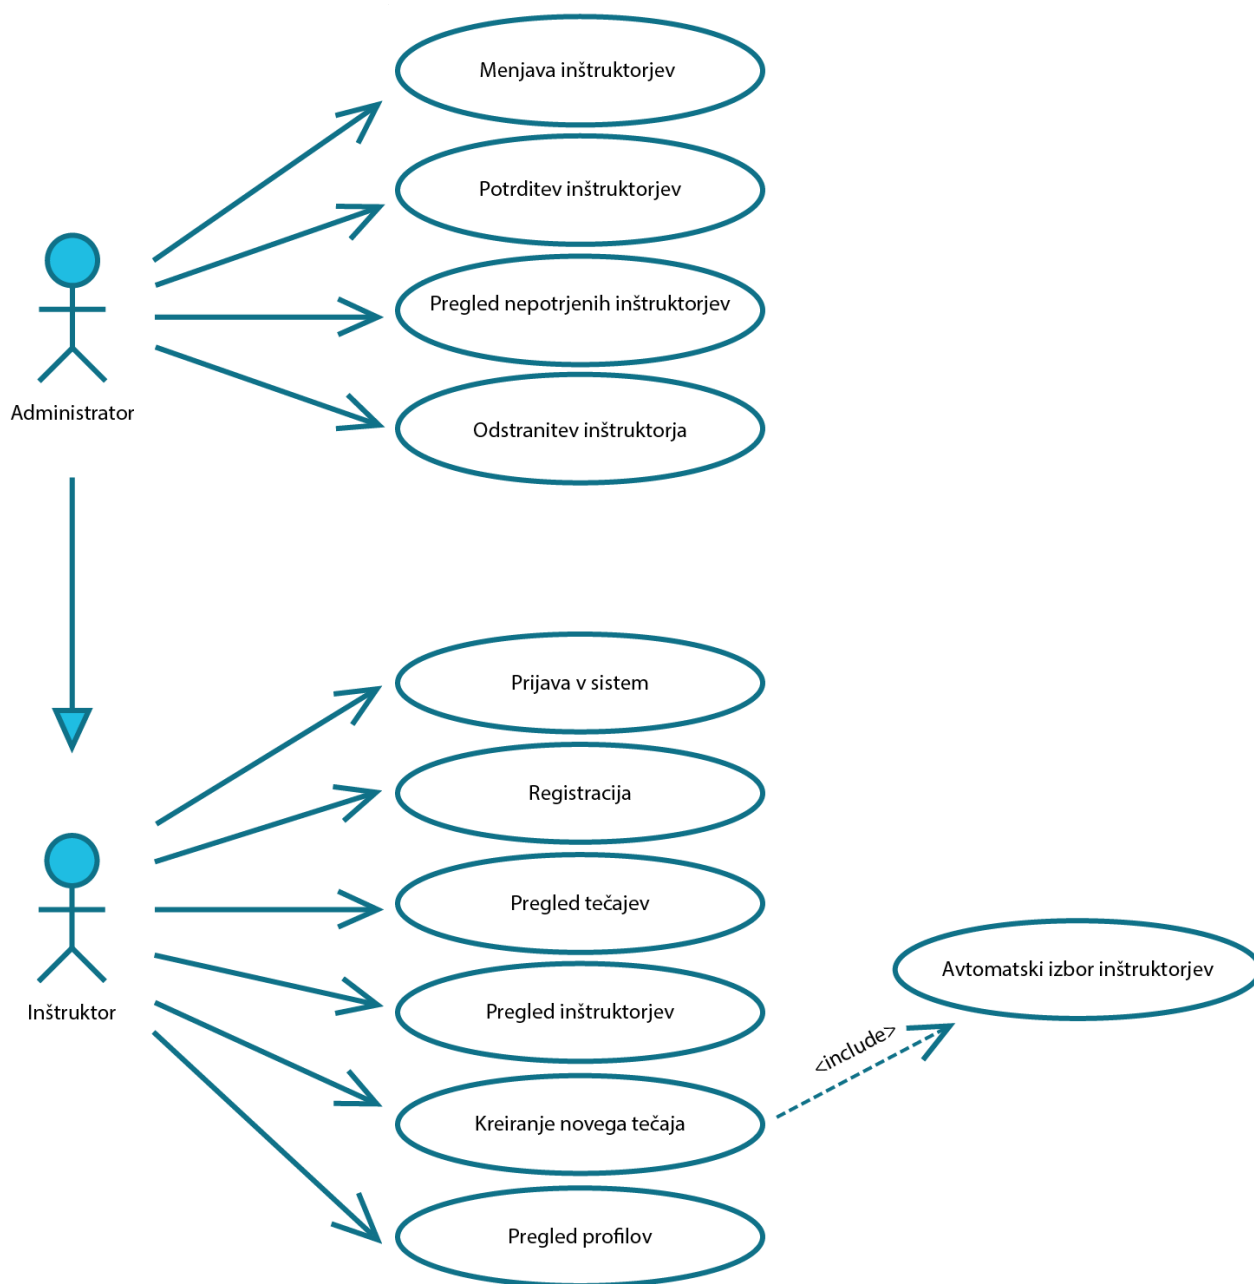 Menjava inštruktorjev
Potrditev inštruktorjev
Pregled nepotrjenih inštruktorjev
Odstranitev inštruktorja
Administrator
Prijava v sistem
Registracija
Pregled tečajev
Pregled inštruktorjev
Kreiranje novega tečaja
Pregled profilov
Inštruktor
<include>
Avtomatski izbor inštruktorjev